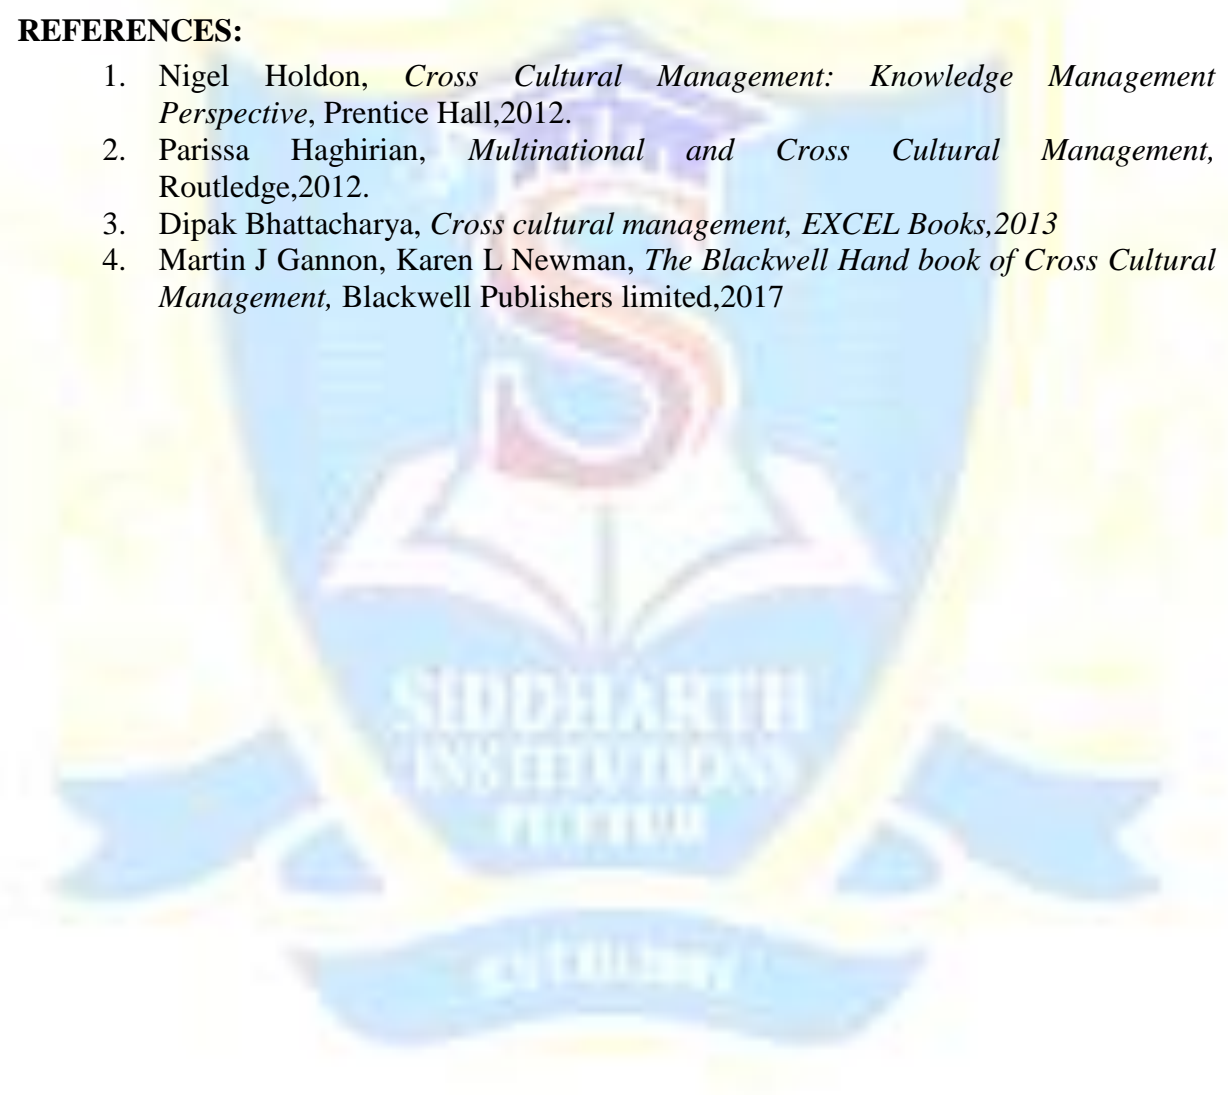 REFERENCES:
1. Nigel Holdon, Cross Cultural Management: Knowledge Management
Perspective, Prentice Hall,2012.
2. Parissa Haghirian, Multinational and Cross Cultural Management,
Routledge,2012.
3. Dipak Bhattacharya, Cross cultural management, EXCEL Books,2013
4. Martin J Gannon, Karen L Newman, The Blackwell Hand book of Cross Cultural
Management, Blackwell Publishers limited,2017
S
SIDDHARTH
INSTITUTIONS